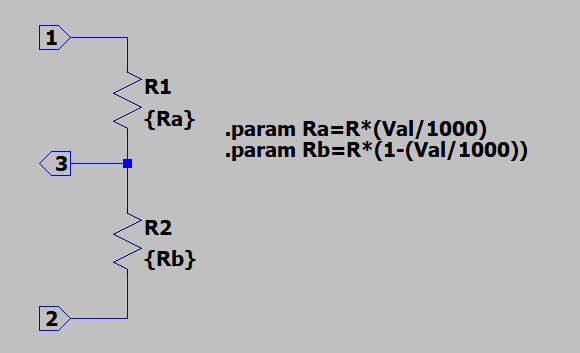 1
R1
{Ra}
.param Ra=R*(Val/1000)
.param Rb=R*(1-(Val/1000))
3
R2
{Rb}
2